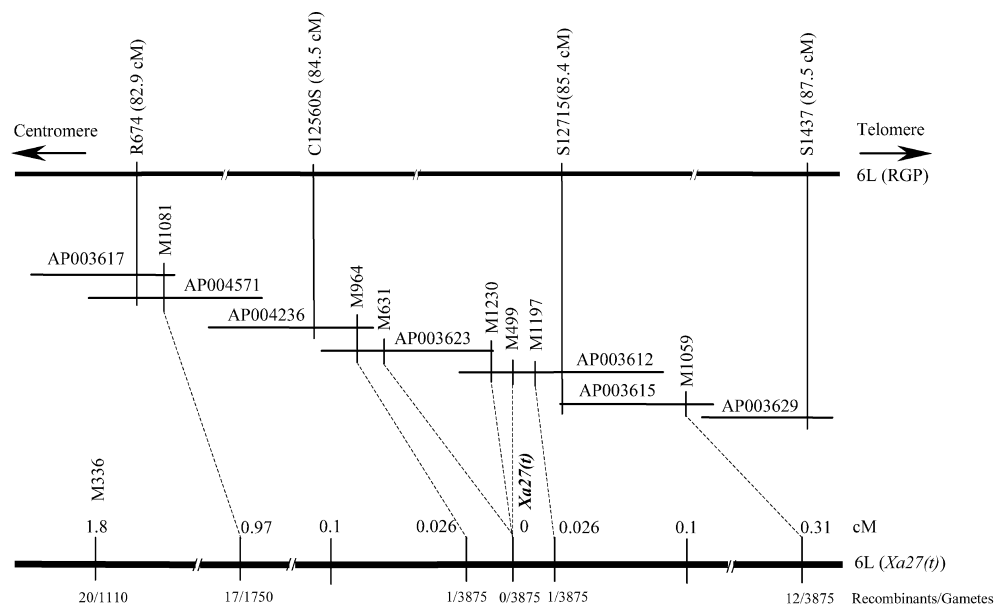 R674 (82.9 cM)
C12560S (84.5 cM)
S12715(85.4 cM)
S1437 (87.5 cM)
Centromere
Telomere
6L (RGP)
M1081
AP003617
AP004571
AP004236
M964
M631
AP003623
M1230
M499
M1197
AP003612
AP003615
M1059
AP003629
M336
Xa27(t)
1.8
0.97
0.1
0.026
0
0.026
0.1
0.31
cM
6L (Xa27(t))
20/1110
17/1750
1/3875
0/3875
1/3875
12/3875
Recombinants/Gametes